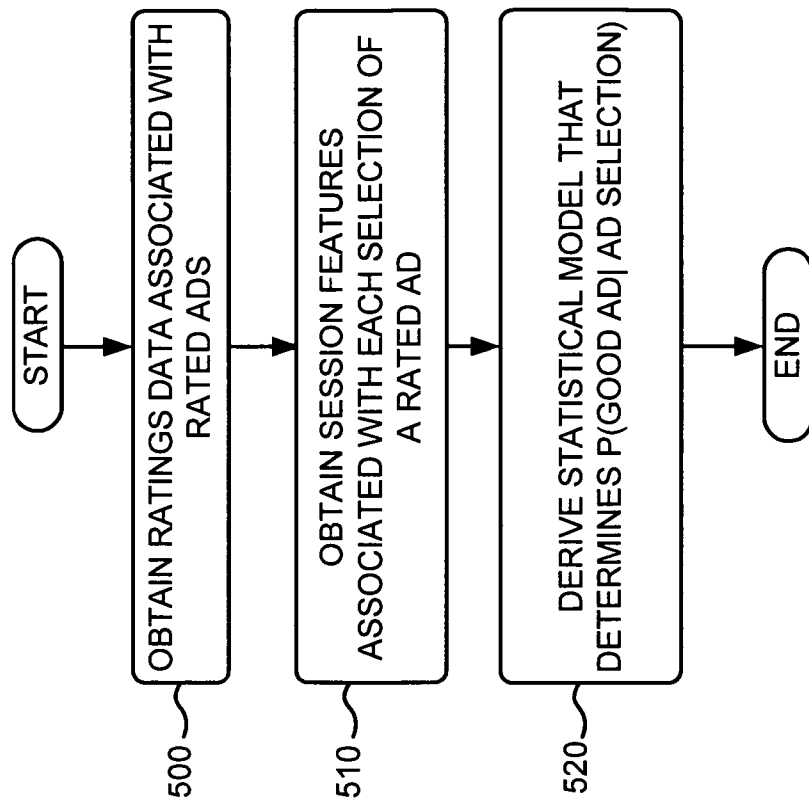 START
500
OBTAIN RATINGS DATA ASSOCIATED WITH
RATED ADS
510
OBTAIN SESSION FEATURES
ASSOCIATED WITH EACH SELECTION OF
A RATED AD
520
DERIVE STATISTICAL MODEL THAT
DETERMINES P(GOOD AD| AD SELECTION)
END